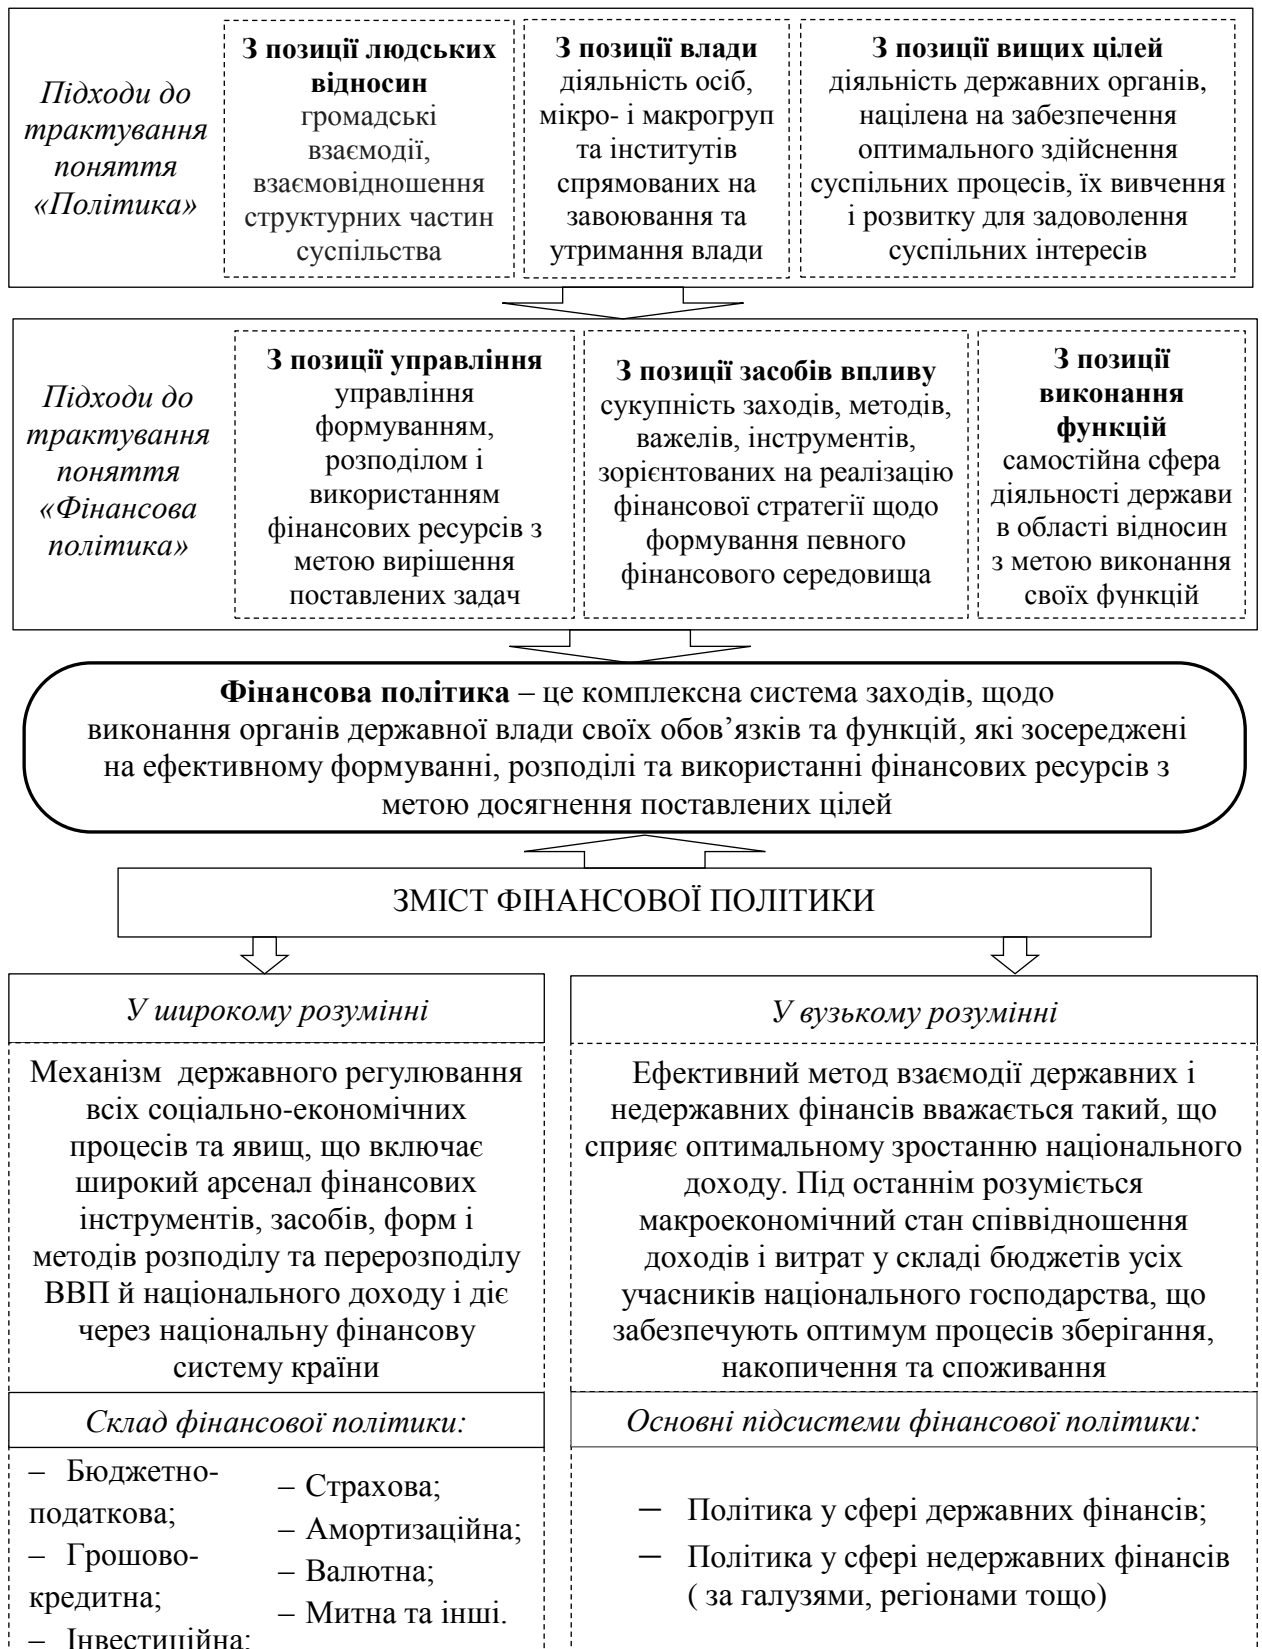 Підходи до
трактування
поняття
«Політика»
З позиції людських
відносин
громадські
взаємодії,
взаємовідношення
структурних частин
суспільства
З позиції влади
діяльність осіб,
мікро- і макрогруп
та інститутів
спрямованих на
завоювання та
утримання влади
З позиції вищих цілей
діяльність державних органів,
націлена на забезпечення
оптимального здійснення
суспільних процесів, їх вивчення
і розвитку для задоволення
суспільних інтересів
Підходи до
трактування
поняття
«Фінансова
політика»
З позиції управління
управління
формуванням,
розподілом і
використанням
фінансових ресурсів з
метою вирішення
поставлених задач
З позиції засобів впливу
сукупність заходів, методів,
важелів, інструментів,
зорієнтованих на реалізацію
фінансової стратегії щодо
формування певного
фінансового середовища
З позиції
виконання
функцій
самостійна сфера
діяльності держави
в області відносин
з метою виконання
своїх функцій
Фінансова політика – це комплексна система заходів, щодо
виконання органів державної влади своїх обов’язків та функцій, які зосереджені
на ефективному формуванні, розподілі та використанні фінансових ресурсів з
метою досягнення поставлених цілей
ЗМІСТ ФІНАНСОВОЇ ПОЛІТИКИ
У широкому розумінні
Механізм державного регулювання
всіх соціально-економічних
процесів та явищ, що включає
широкий арсенал фінансових
інструментів, засобів, форм і
методів розподілу та перерозподілу
ВВП й національного доходу і діє
через національну фінансову
систему країни
Склад фінансової політики:
– Бюджетно-
податкова;
– Грошово-
кредитна;
– Інвестиційна;
– Страхова;
– Амортизаційна;
– Валютна;
– Митна та інші.
У вузькому розумінні
Ефективний метод взаємодії державних і
недержавних фінансів вважається такий, що
сприяє оптимальному зростанню національного
доходу. Під останнім розуміється
макроекономічний стан співвідношення
доходів і витрат у складі бюджетів усіх
учасників національного господарства, що
забезпечують оптимум процесів зберігання,
накопичення та споживання
Основні підсистеми фінансової політики:
– Політика у сфері державних фінансів;
– Політика у сфері недержавних фінансів
( за галузями, регіонами тощо)